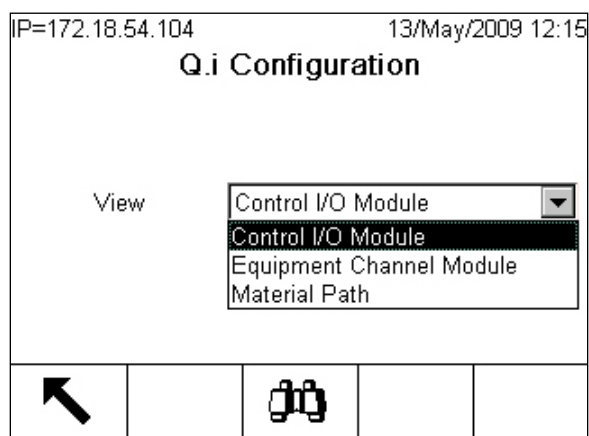 IP=172.18.54.104 13/May/2009 12:15
Q.i Configuration
View Control I/O Module
Control I/O Module
Equipment Channel Module
Material Path